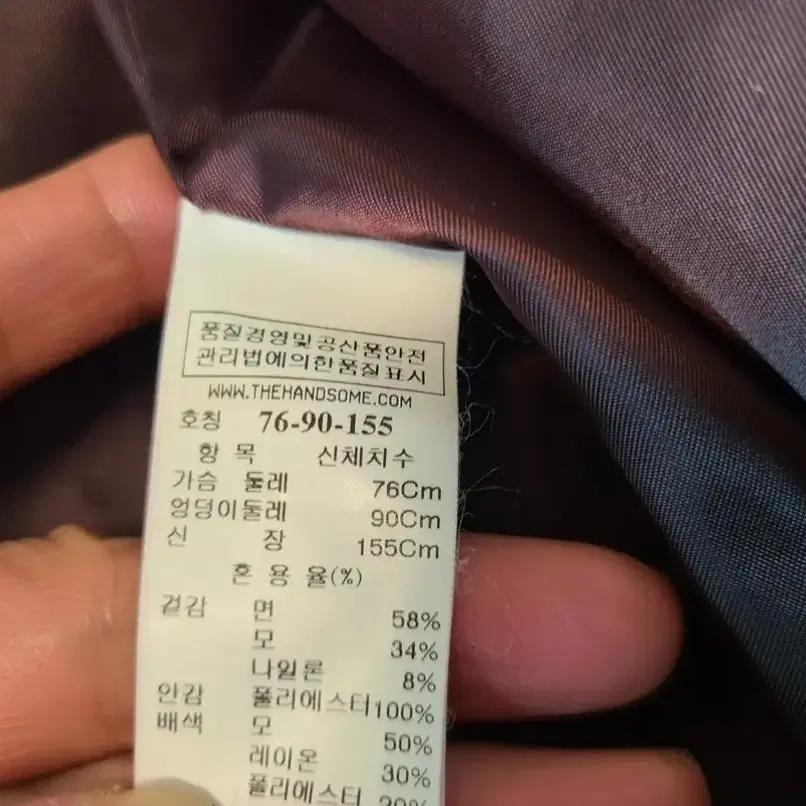 품질경영및공산품안전
관리법에의한품질표시
WWW.THEHANDSOME.COM
호칭 76-90-155
항 목 신체치수
가슴 둘레 76Cm
엉덩이둘레 90Cm
신 장 155Cm
혼 용 율(%)
겉감 면 58%
모 34%
나일론 8%
안감 폴리에스터100%
배색 모 50%
레이온 30%
폴리에스터